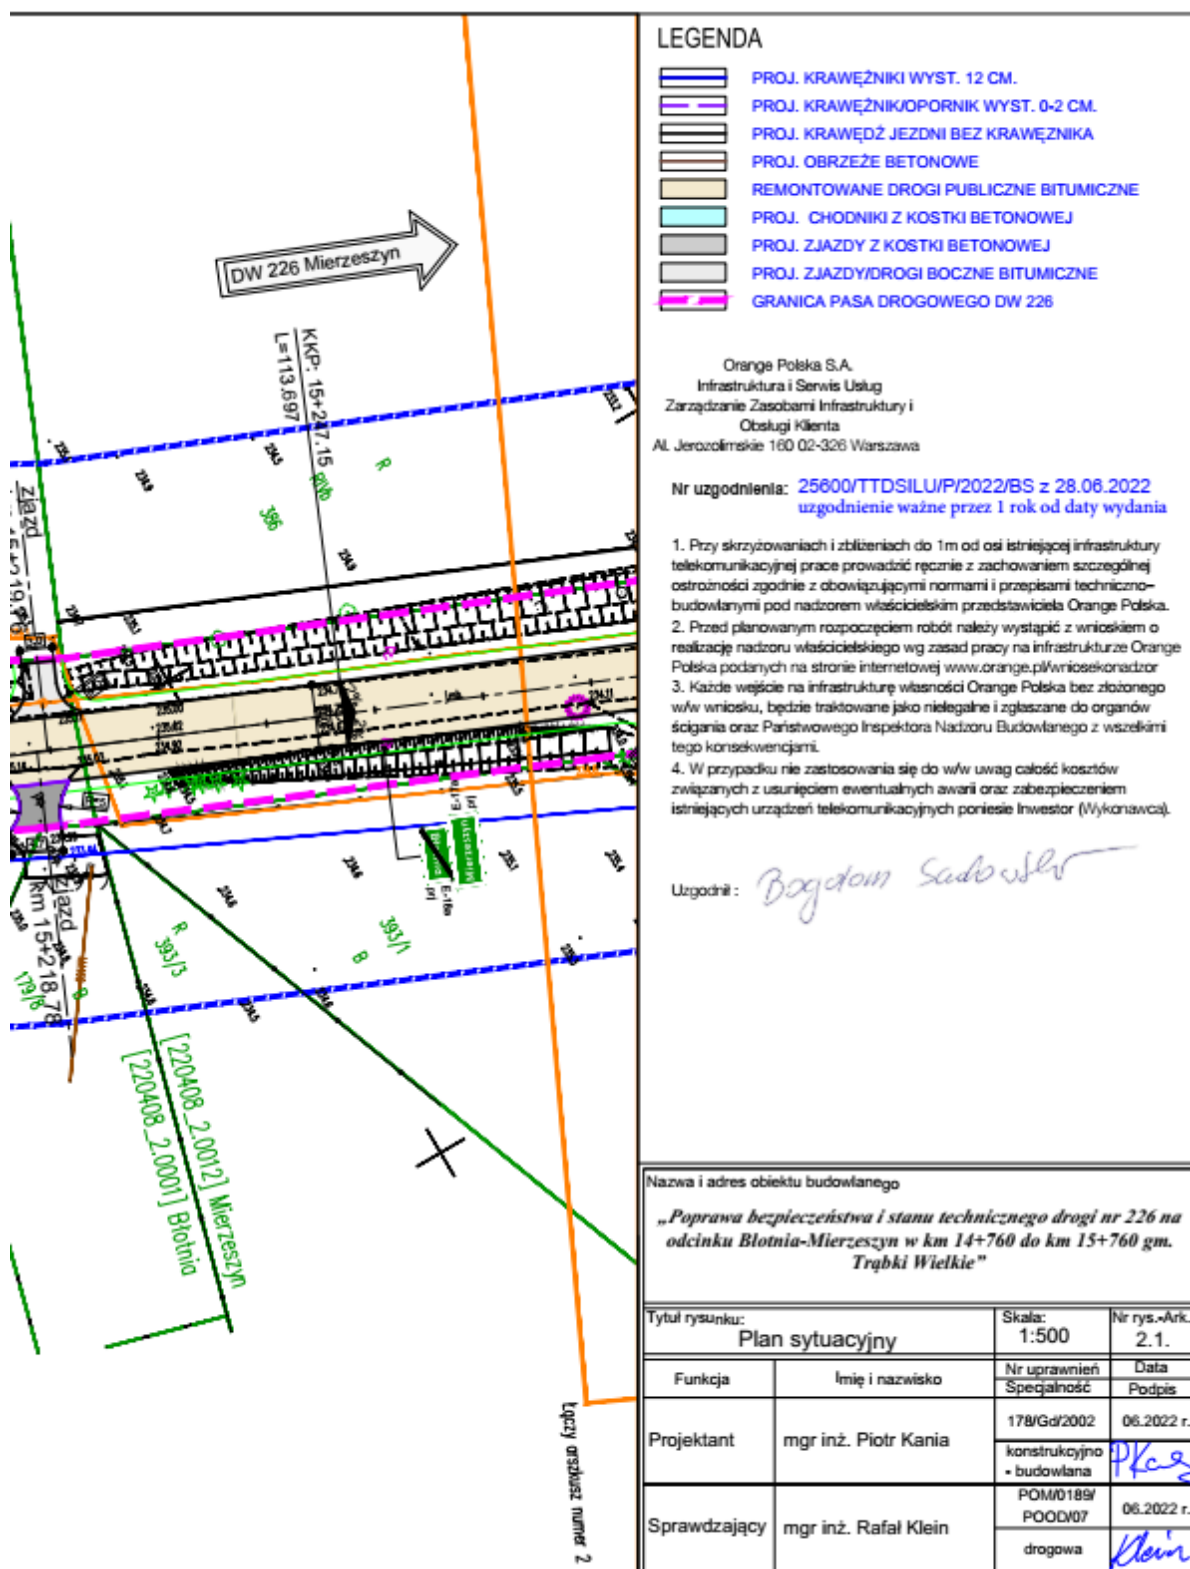 LEGENDA
PROJ. KRAWĘŻNIKI WYST. 12 CM.
PROJ. KRAWĘŻNIK/OPORNIK WYST. 0-2 CM.
PROJ. KRAWĘDŹ JEZDNI BEZ KRAWĘZNIKA
PROJ. OBRZEŻE BETONOWE
REMONTOWANE DROGI PUBLICZNE BITUMICZNE
PROJ. CHODNIKI Z KOSTKI BETONOWEJ
PROJ. ZJAZDY Z KOSTKI BETONOWEJ
PROJ. ZJAZDY/DROGI BOCZNE BITUMICZNE
GRANICA PASA DROGOWEGO DW 226
Orange Polska S.A.
Infrastruktura i Serwis Usług
Zarządzanie Zasobami Infrastruktury i
Obsługi Klienta
Al. Jerozolimskie 160 02-326 Warszawa
Nr uzgodnienia: 25600/TTDSILU/P/2022/BS z 28.06.2022
uzgodnienie ważne przez 1 rok od daty wydania
1. Przy skrzyżowaniach i zbliżeniach do 1m od osi istniejącej infrastruktury
telekomunikacyjnej prace prowadzić ręcznie z zachowaniem szczególnej
ostrożności zgodnie z obowiązującymi normami i przepisami techniczno-
budowlanymi pod nadzorem właścicielskim przedstawiciela Orange Polska.
2. Przed planowanym rozpoczęciem robót należy wystąpić z wnioskiem o
realizację nadzoru właścicielskiego wg zasad pracy na infrastrukturze Orange
Polska podanych na stronie internetowej www.orange.pl/wniosekonadzor
3. Każde wejście na infrastrukturę własności Orange Polska bez złożonego
w/w wniosku, będzie traktowane jako nielegalne i zgłaszane do organów
ścigania oraz Państwowego Inspektora Nadzoru Budowlanego z wszelkimi
tego konsekwencjami.
4. W przypadku nie zastosowania się do w/w uwag całość kosztów
związanych z usunięciem ewentualnych awarii oraz zabezpieczeniem
istniejących urządzeń telekomunikacyjnych poniesie Inwestor (Wykonawca).
Uzgodnił :
DW 226 Mierzeszyn
KKP: 15+247.15
L=113.697
R
RIVb
386
zjazd
zjazd
km 15+218.78
R
393/3
393/1
B
179/8
E-18a
[220408_2.0012] Mierzeszyn
[220408_2.0001] Błotnia
Łączy arszkusz numer 2
Nazwa i adres obiektu budowlanego
„Poprawa bezpieczeństwa i stanu technicznego drogi nr 226 na
odcinku Błotnia-Mierzeszyn w km 14+760 do km 15+760 gm.
Trąbki Wielkie”
Tytuł rysunku:
Plan sytuacyjny
Skala:
1:500
Nr rys.-Ark.
2.1.
Funkcja
Imię i nazwisko
Nr uprawnień
Specjalność
Data
Podpis
Projektant
mgr inż. Piotr Kania
178/Gd/2002
konstrukcyjno
- budowlana
06.2022 r.
Sprawdzający
mgr inż. Rafał Klein
POM/0189/
POOD/07
drogowa
06.2022 r.
Klein